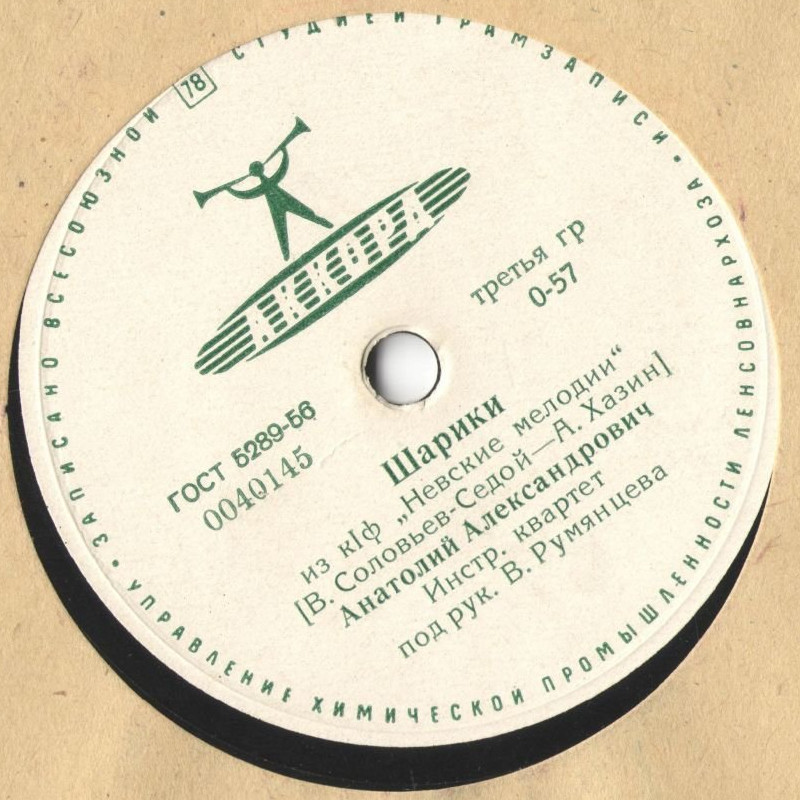 ЗАПИСАНО ВСЕСОЮЗНОЙ 78 СТУДИЕЙ ГРАМЗАПИСИ •
УПРАВЛЕНИЕ ХИМИЧЕСКОЙ ПРОМЫШЛЕННОСТИ ЛЕНСОВНАРХОЗА •
АККОРД
третья гр
0-57
ГОСТ 5289-56
0040145
Шарики
из к|ф „Невские мелодии“
[В. Соловьев-Седой—А. Хазин]
Анатолий Александрович
Инстр. квартет
под рук. В. Румянцева